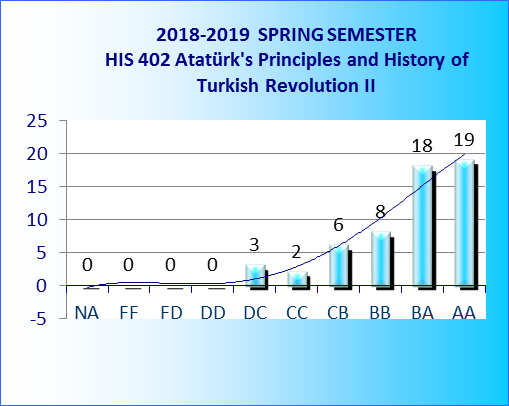 2018-2019 SPRING SEMESTER
HIS 402 Atatürk's Principles and History of
Turkish Revolution II
25
20
15
10
5
0
-5
0 0 0 0 3 2 6 8 18 19
NA FF FD DD DC CC CB BB BA AA